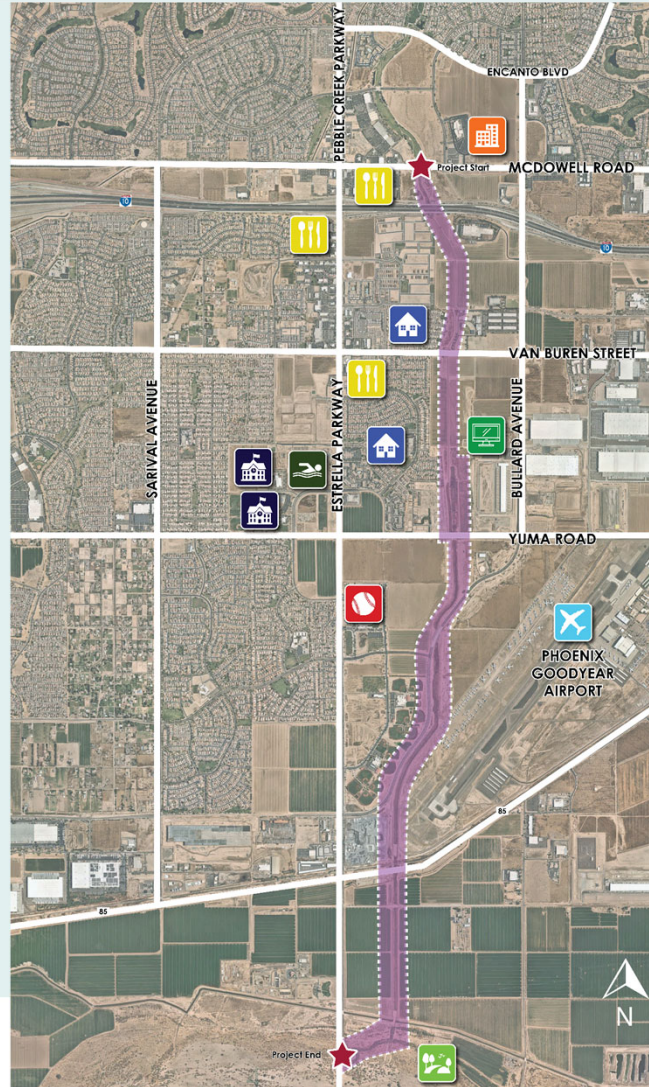 PEBBLE CREEK PARKWAY
ENCANTO BLVD
Project Start
MCDOWELL ROAD
10
10
VAN BUREN STREET
SARIVAL AVENUE
ESTRELLA PARKWAY
BULLARD AVENUE
YUMA ROAD
PHOENIX
GOODYEAR
AIRPORT
85
85
N
Project End